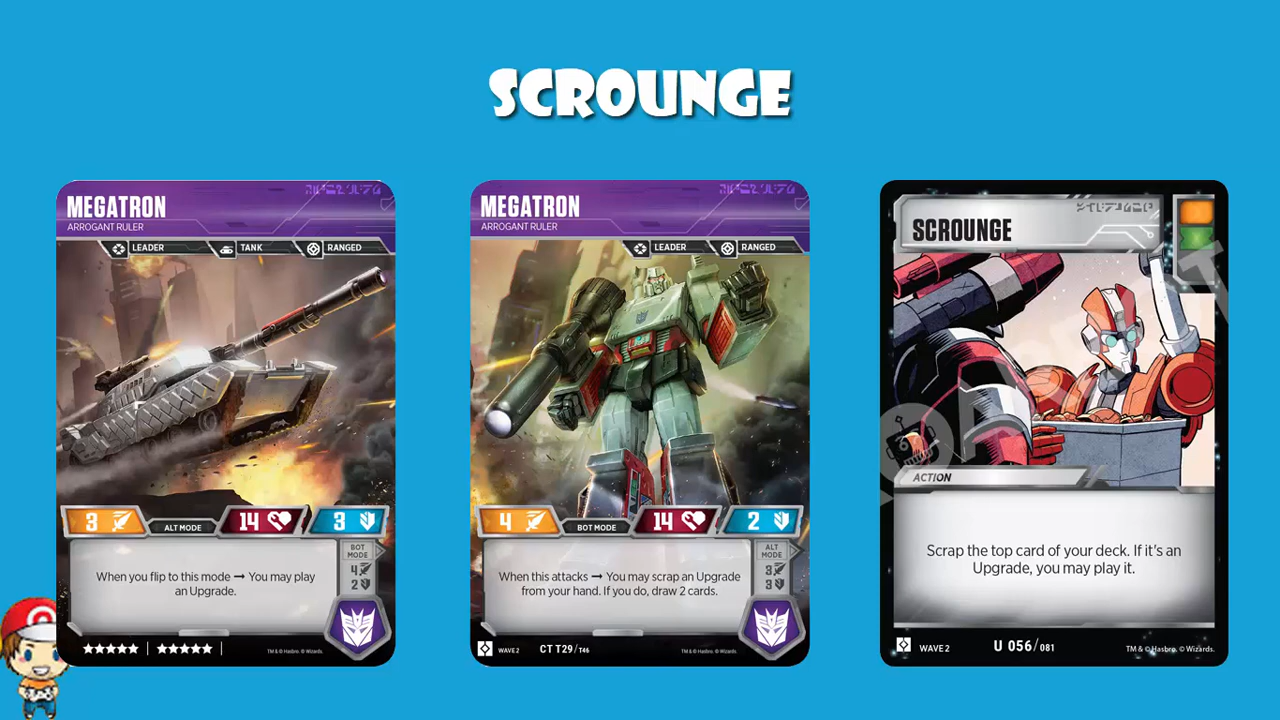 SCROUNGE
MEGATRON
ARROGANT RULER
LEADER
TANK
RANGED
3
ALT MODE
14
3
When you flip to this mode → You may play
an Upgrade.
BOT
MODE
4
2
★★★★★ | ★★★★★ |
TM & © Hasbro. © Wizards.
MEGATRON
ARROGANT RULER
LEADER
RANGED
4
BOT MODE
14
2
When this attacks → You may scrap an Upgrade
from your hand. If you do, draw 2 cards.
ALT
MODE
3
3
WAVE 2
CT T29/T46
TM & © Hasbro. © Wizards.
SCROUNGE
ACTION
Scrap the top card of your deck. If it's an
Upgrade, you may play it.
WAVE 2
U 056/081
TM & © Hasbro. © Wizards.